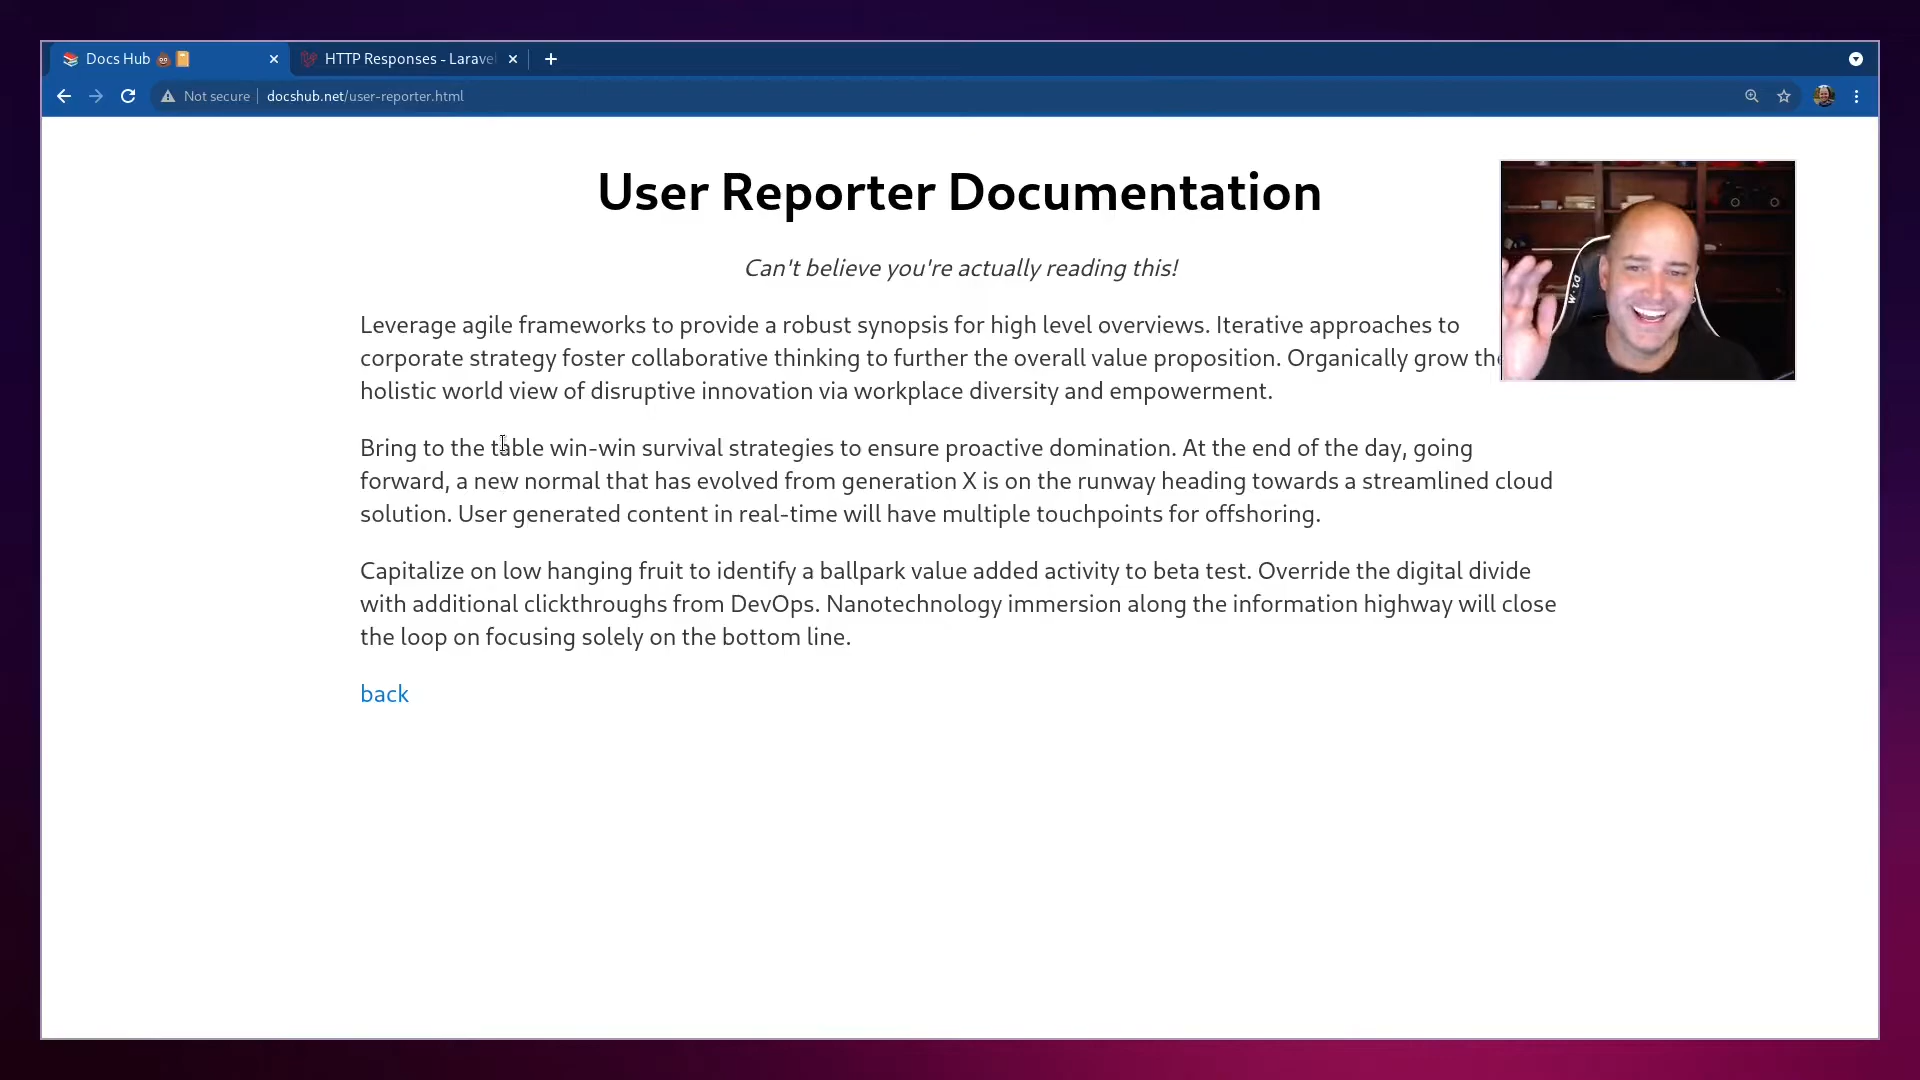 Docs Hub 💩📔
HTTP Responses - Larave
Not secure
docshub.net/user-reporter.html
User Reporter Documentation
Can't believe you're actually reading this!
Leverage agile frameworks to provide a robust synopsis for high level overviews. Iterative approaches to
corporate strategy foster collaborative thinking to further the overall value proposition. Organically grow the
holistic world view of disruptive innovation via workplace diversity and empowerment.
Bring to the table win-win survival strategies to ensure proactive domination. At the end of the day, going
forward, a new normal that has evolved from generation X is on the runway heading towards a streamlined cloud
solution. User generated content in real-time will have multiple touchpoints for offshoring.
Capitalize on low hanging fruit to identify a ballpark value added activity to beta test. Override the digital divide
with additional clickthroughs from DevOps. Nanotechnology immersion along the information highway will close
the loop on focusing solely on the bottom line.
back